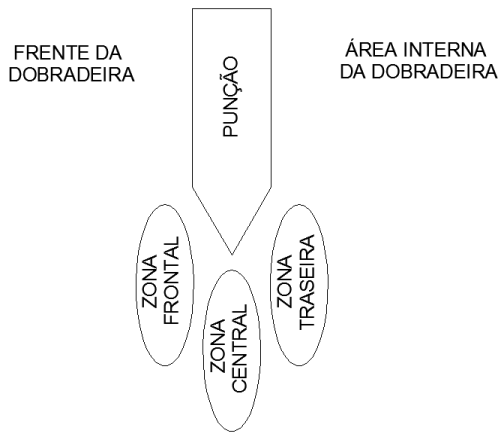 FRENTE DA
DOBRADEIRA
PUNÇÃO
ÁREA INTERNA
DA DOBRADEIRA
ZONA
FRONTAL
ZONA
CENTRAL
ZONA
TRASEIRA